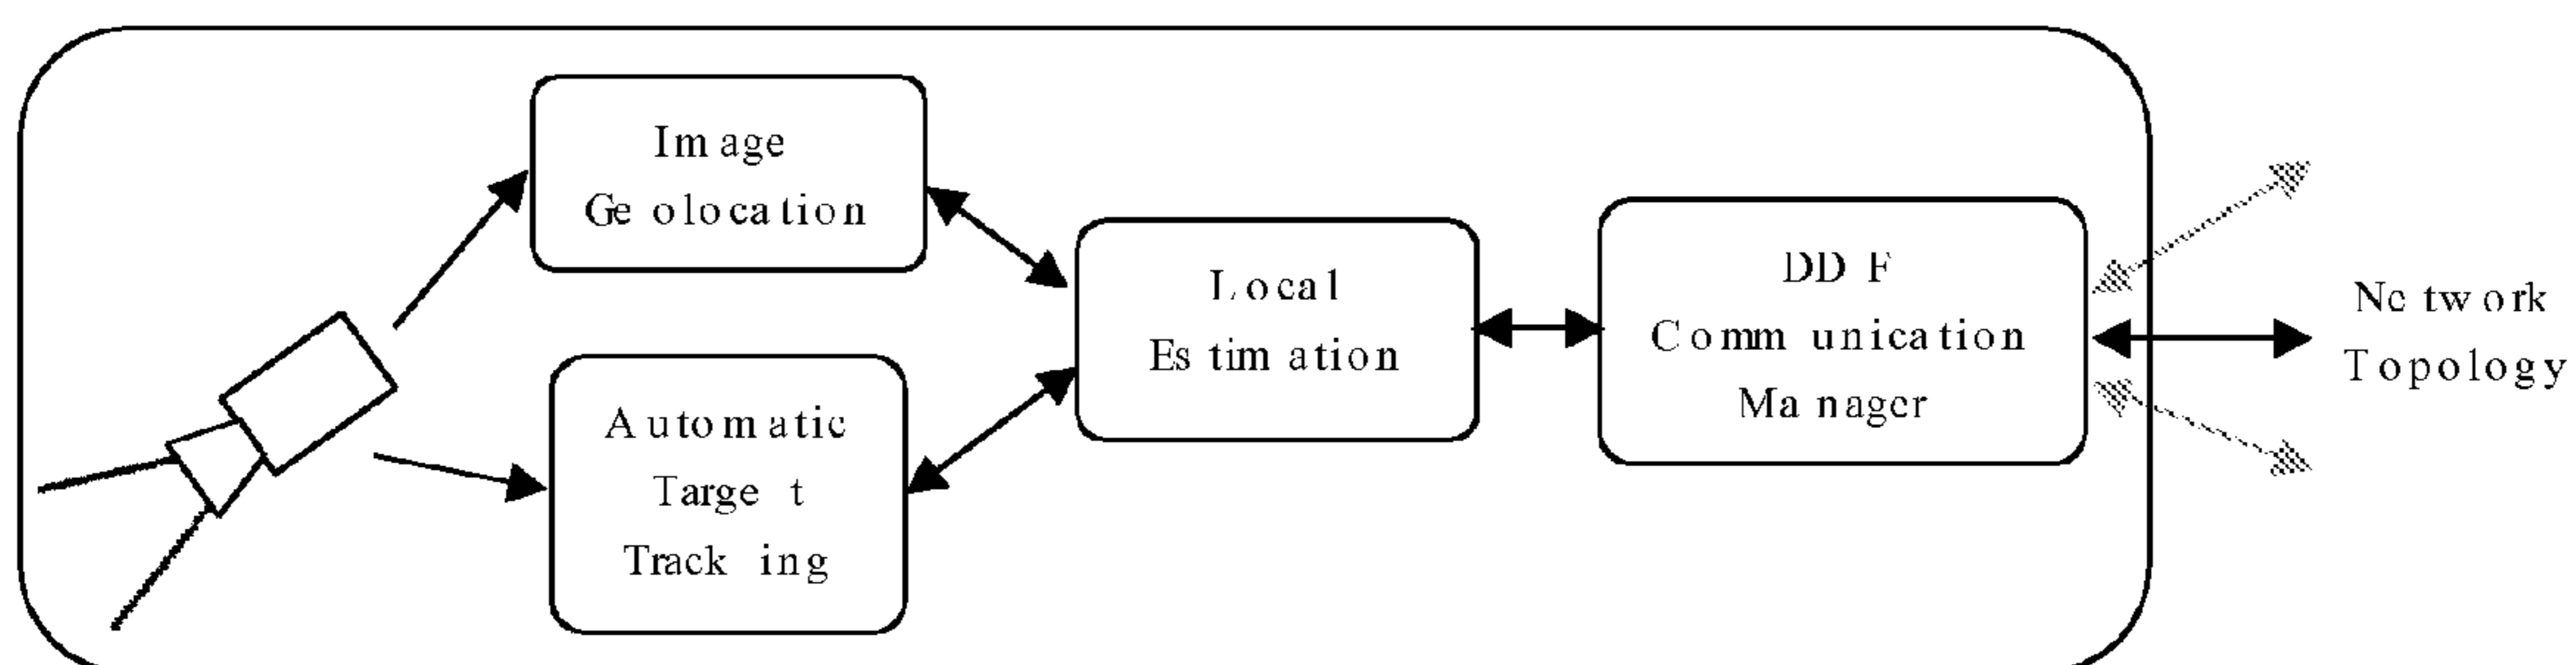 Image
Geolocation
Automatic
Target
Tracking
Local
Estimation
DDF
Communication
Manager
Network
Topology